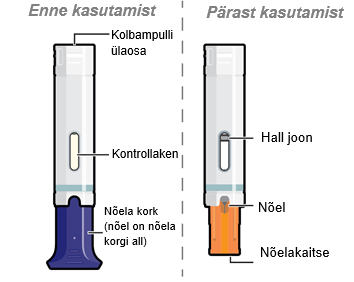 Enne kasutamist
Pärast kasutamist
Kolbampulli
ülaosa
Kontrollaken
Nõela kork
(nõel on nõela
korgi all)
Hall joon
Nõel
Nõelakaitse